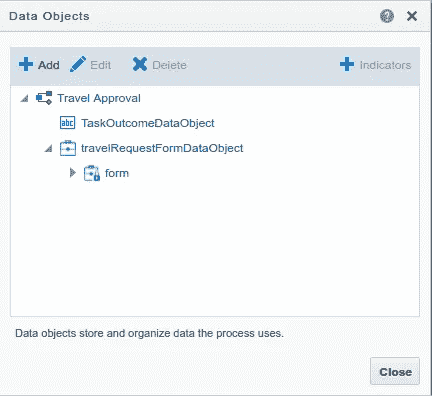 Data Objects
Add Edit Delete Indicators
Travel Approval
abc TaskOutcomeDataObject
travelRequestFormDataObject
form
Data objects store and organize data the process uses.
Close